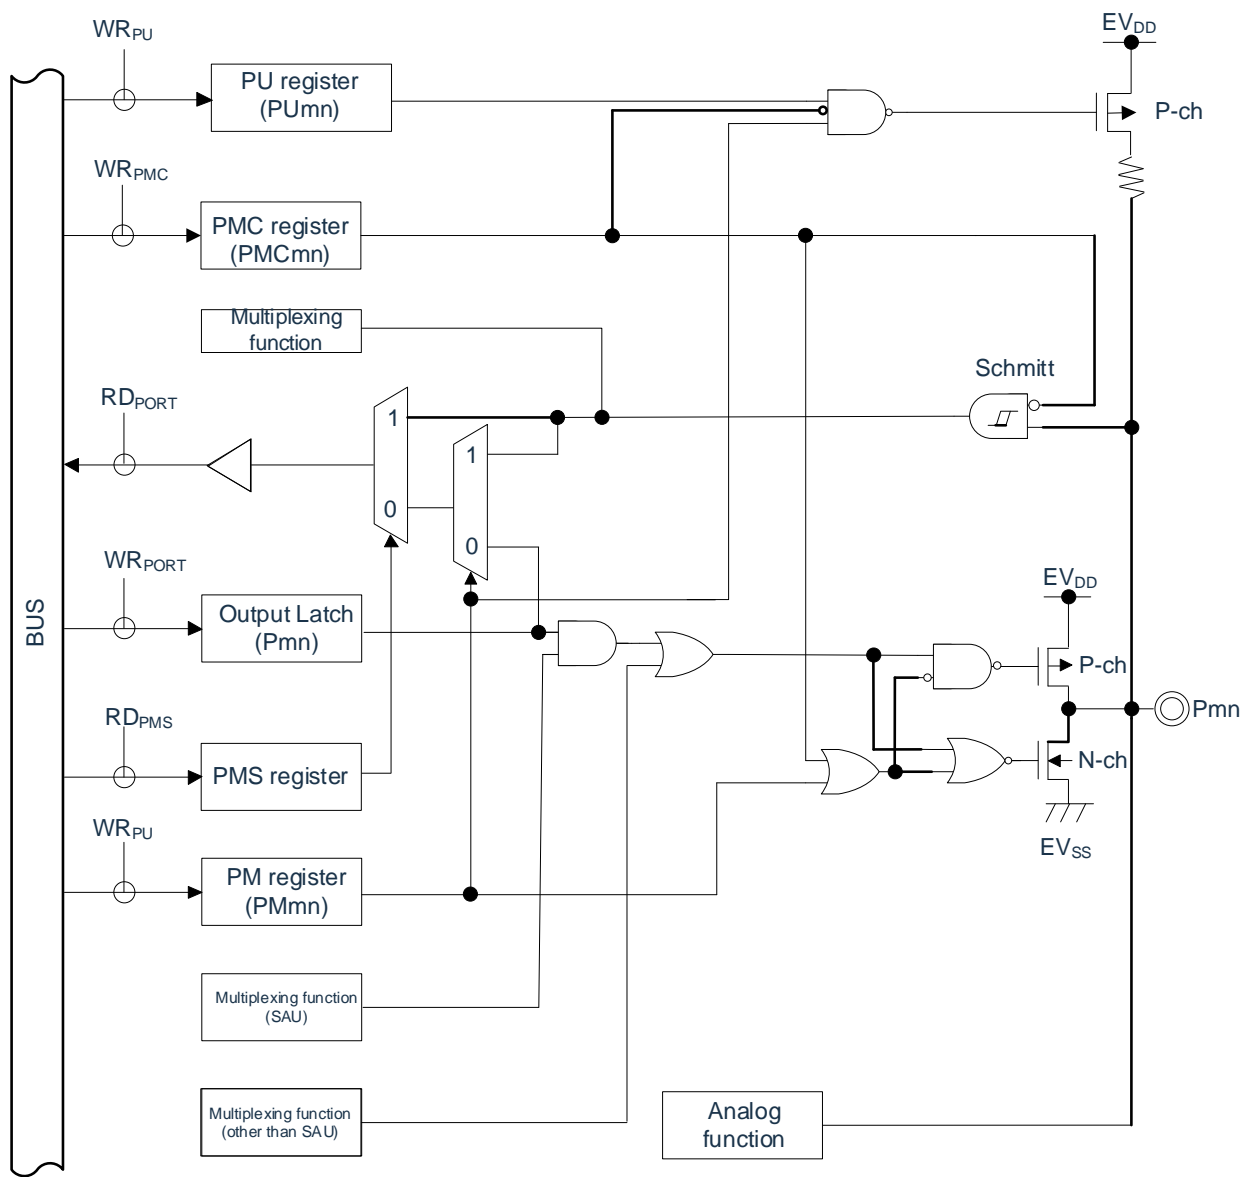 WRPU
EVDD
PU register
(PUmn)
P-ch
WRPMC
PMC register
(PMCmn)
Multiplexing
function
Schmitt
RDPORT
1
1
0
0
WRPORT
EVDD
BUS
Output Latch
(Pmn)
P-ch
RDPMS
Pmn
PMS register
N-ch
WRPU
EVSS
PM register
(PMmn)
Multiplexing function
(SAU)
Multiplexing function
(other than SAU)
Analog
function